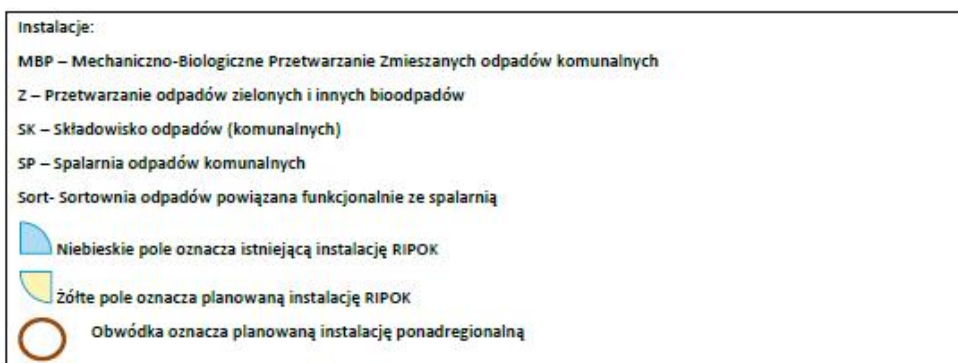 Instalacje:
MBP – Mechaniczno-Biologiczne Przetwarzanie Zmieszanych odpadów komunalnych
Z – Przetwarzanie odpadów zielonych i innych bioodpadów
SK – Składowisko odpadów (komunalnych)
SP – Spalarnia odpadów komunalnych
Sort- Sortownia odpadów powiązana funkcjonalnie ze spalarnią
Niebieskie pole oznacza istniejącą instalację RIPOK
Żółte pole oznacza planowaną instalację RIPOK
Obwódka oznacza planowaną instalację ponadregionalną